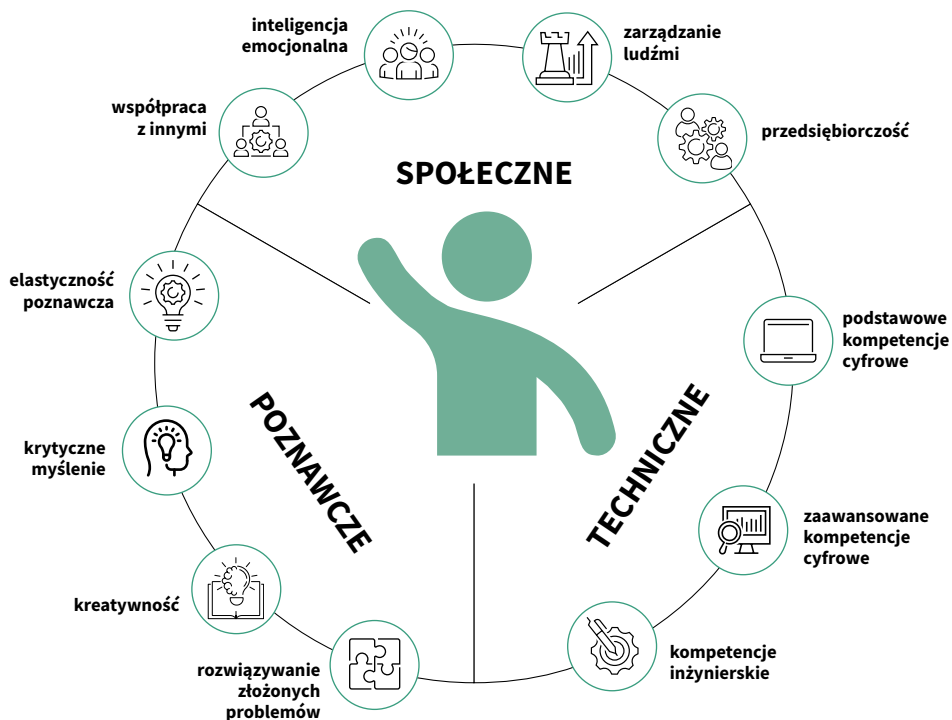 inteligencja
emocjonalna
zarządzanie
ludźmi
współpraca
z innymi
przedsiębiorczość
SPOŁECZNE
elastyczność
poznawcza
podstawowe
kompetencje
cyfrowe
POZNAWCZE
TECHNICZNE
krytyczne
myślenie
zaawansowane
kompetencje
cyfrowe
kreatywność
rozwiązywanie
złożonych
problemów
kompetencje
inżynierskie